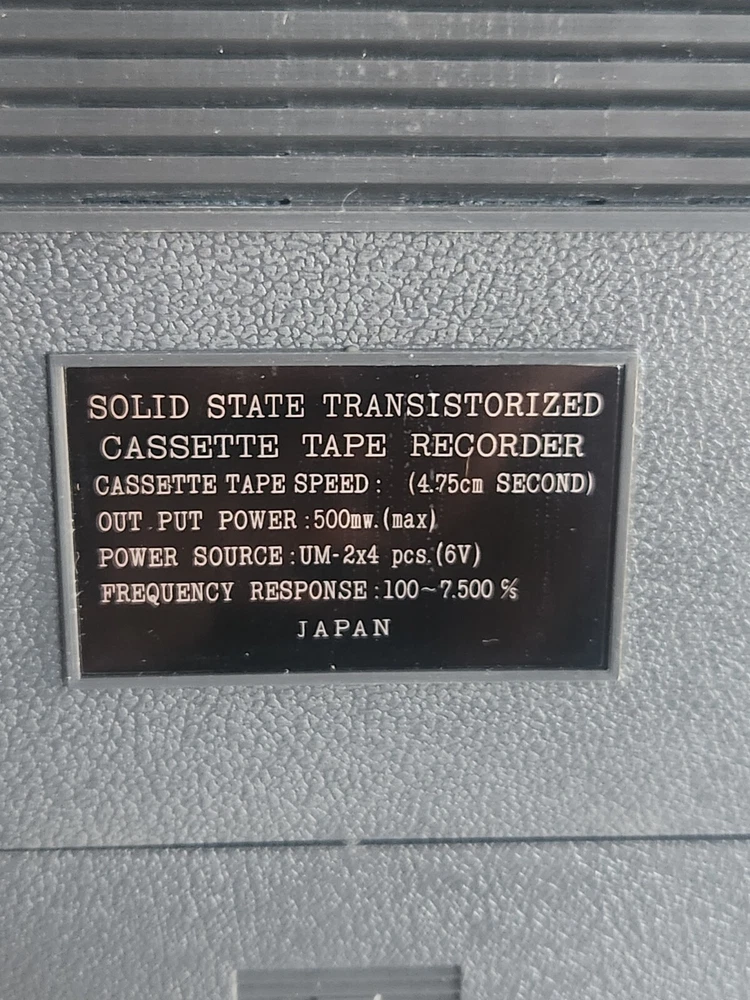 SOLID STATE TRANSISTORIZED
CASSETTE TAPE RECORDER
CASSETTE TAPE SPEED: (4.75cm SECOND)
OUT PUT POWER:500mw.(max)
POWER SOURCE:UM-2x4 pcs.(6V)
FREQUENCY RESPONSE:100~7.500 c/s
JAPAN